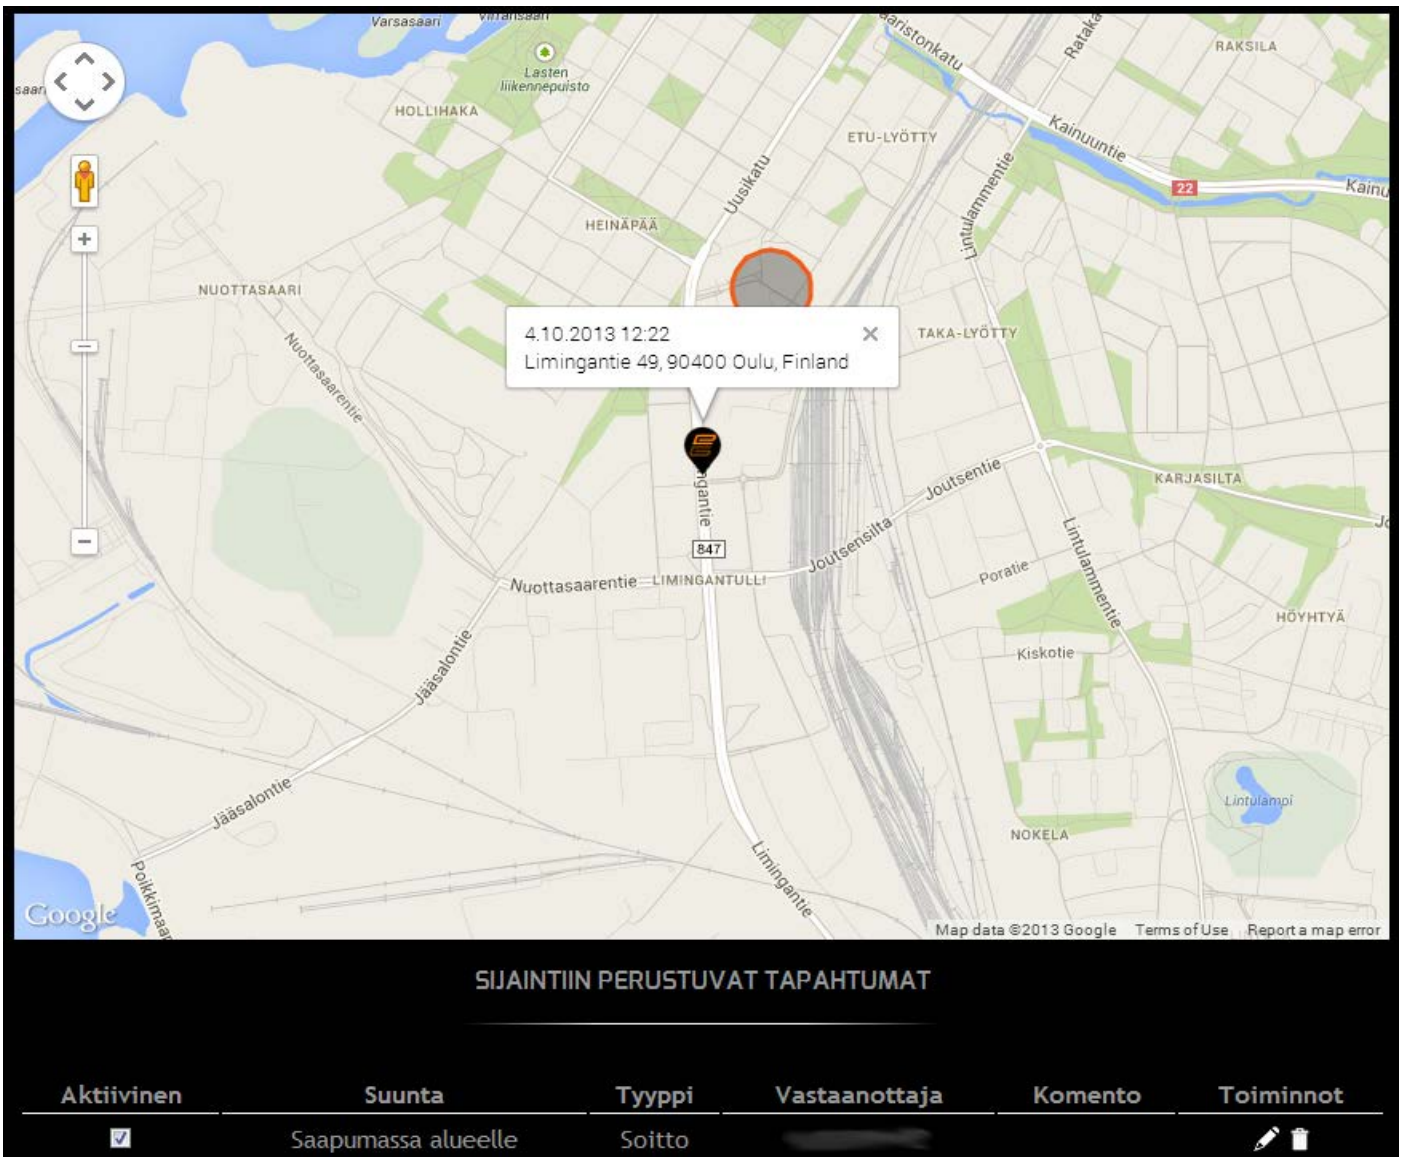 Varsasaari
RAKSILA
Lasten
liikennepuisto
HOLLIHAKA
ETU-LYÖTTY
Kainuuntie
Uusikatu
Lintulammentie
22
HEINÄPÄÄ
NUOTTASAARI
4.10.2013 12:22
Limingantie 49, 90400 Oulu, Finland
TAKA-LYÖTTY
Nuottasaarentie
Joutsentie
KARJASILTA
847
Joutsensilta
Nuottasaarentie
LIMINGANTULLI
Poratie
Lintulammentie
HÖYHTYÄ
Kiskotie
Jääsalontie
Jääsalontie
Lintulampi
NOKELA
Limingantie
Google
Map data ©2013 Google Terms of Use Report a map error
SIJAINTIIN PERUSTUVAT TAPAHTUMAT
Aktiivinen Suunta Tyyppi Vastaanottaja Komento Toiminnot
Saapumassa alueelle Soitto